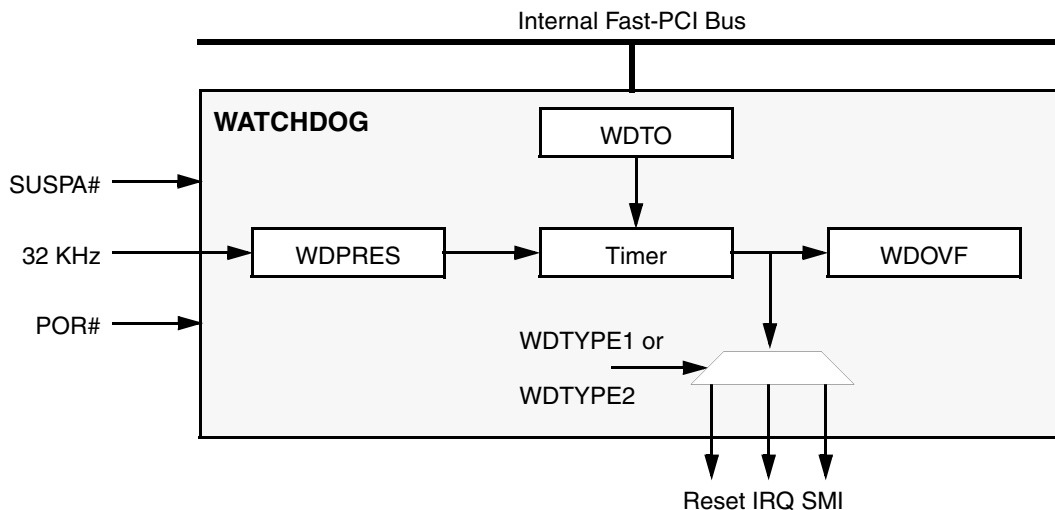 Internal Fast-PCI Bus
WATCHDOG
WDTO
SUSPA#
32 KHz
WDPRES
Timer
WDOVF
POR#
WDTYPE1 or
WDTYPE2
Reset IRQ SMI